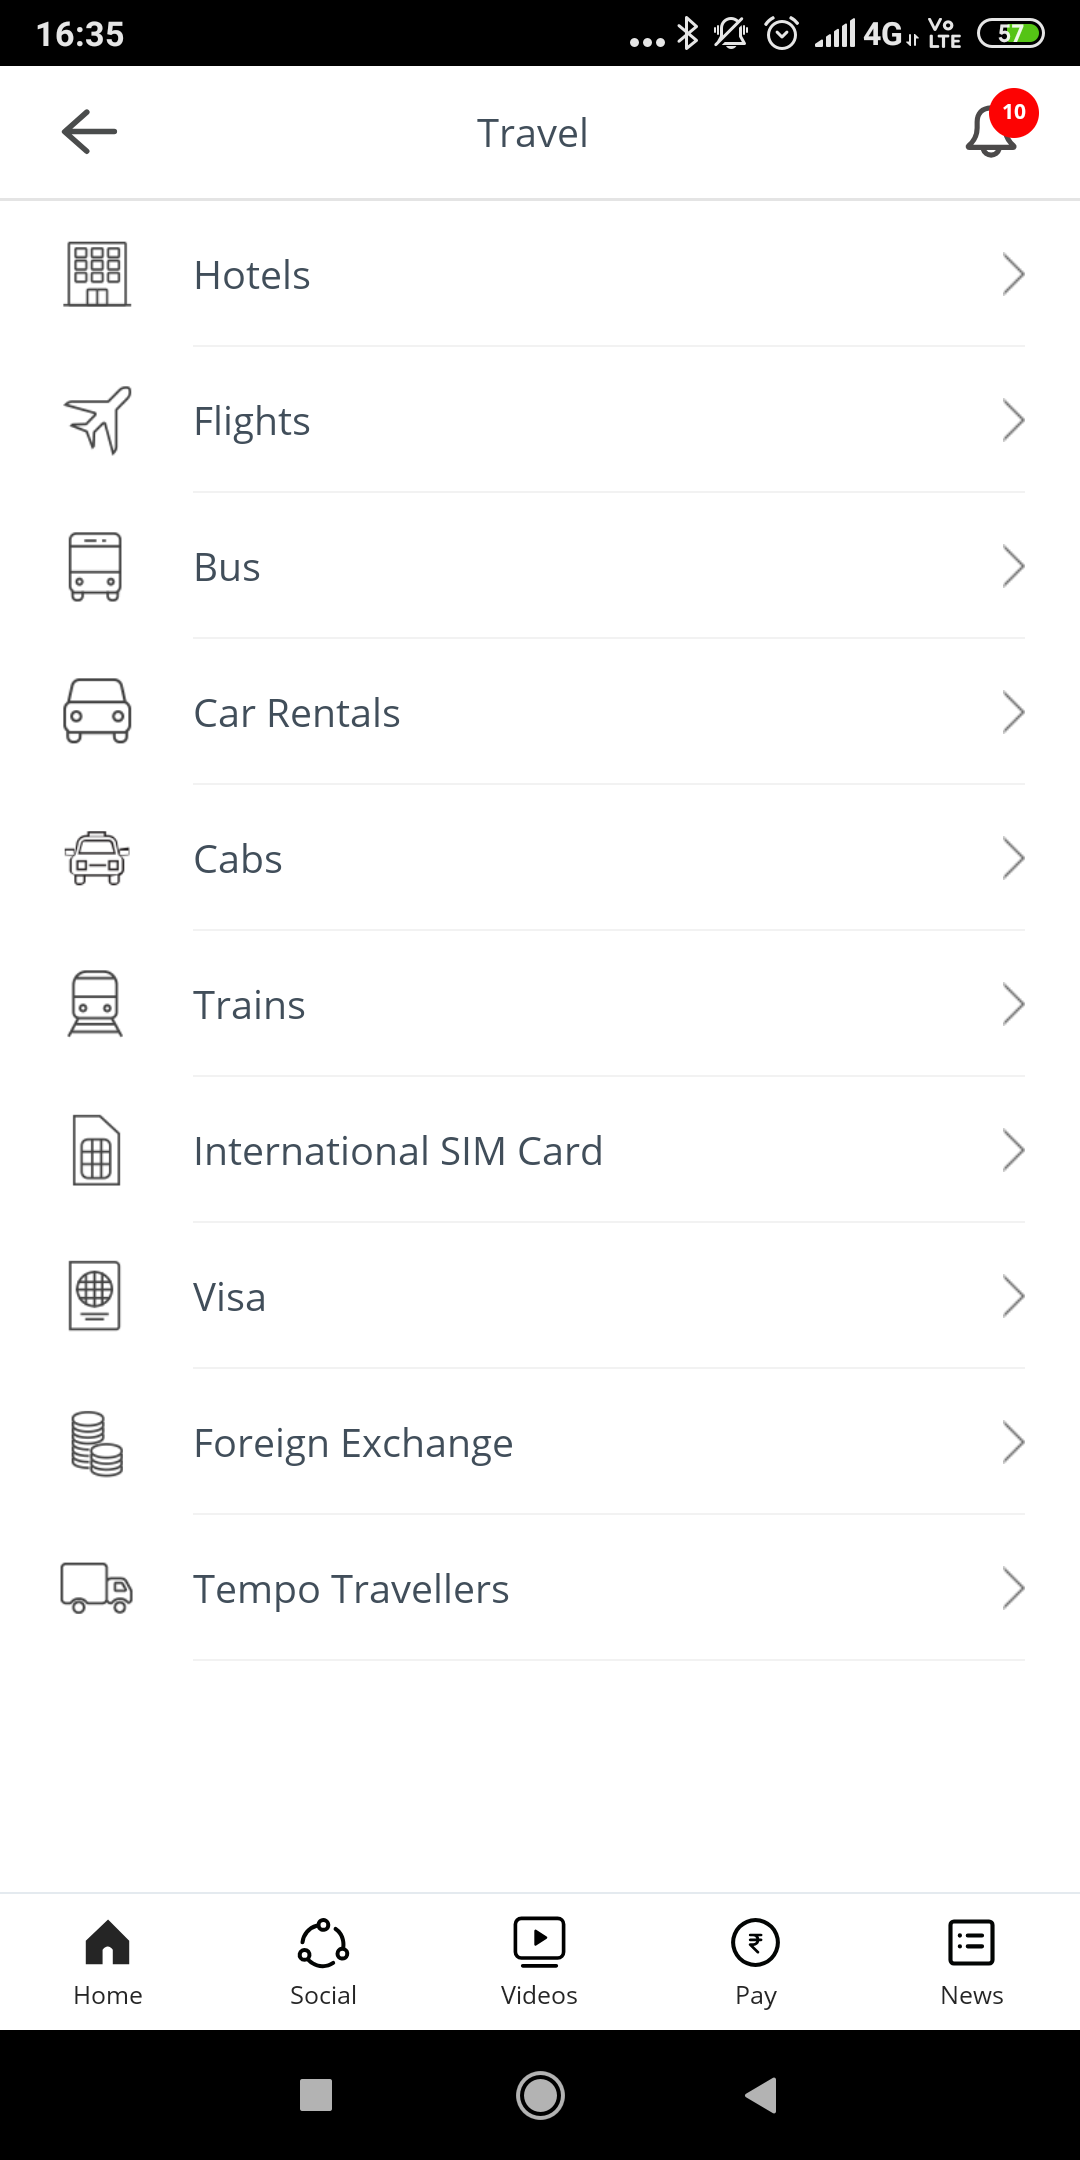 16:35 4G Vo LTE 57
Travel 10
Hotels
Flights
Bus
Car Rentals
Cabs
Trains
International SIM Card
Visa
Foreign Exchange
Tempo Travellers
Home Social Videos Pay News